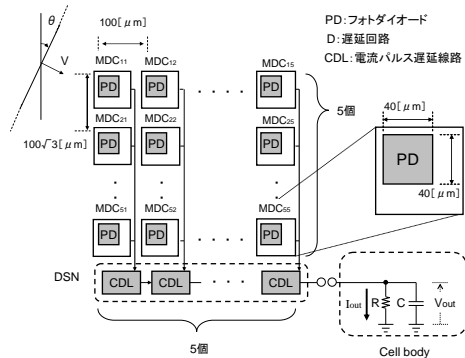 PD:フォトダイオード
D:遅延回路
CDL:電流パルス遅延線路
θ
V
100[μm]
MDC11 MDC12 MDC15
PD PD PD
100√3[μm]
MDC21 MDC22 MDC25
PD PD PD
5個
40[μm]
PD
40[μm]
MDC51 MDC52 MDC55
PD PD PD
DSN
CDL CDL CDL
5個
Iout R C Vout
Cell body